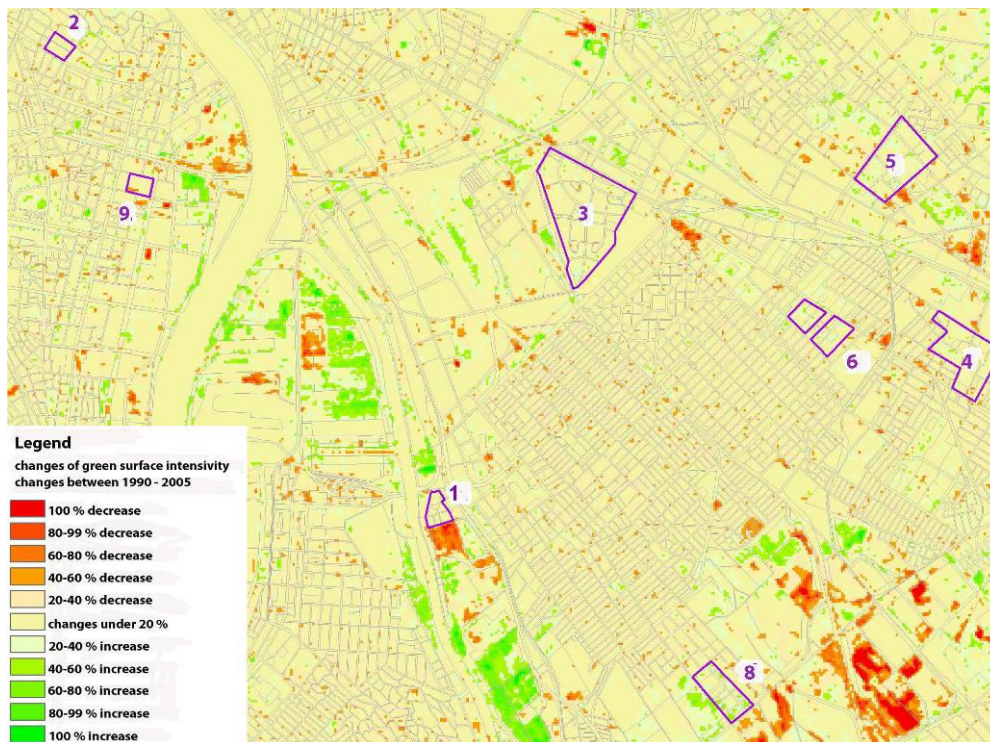 2
5
3
9.
6
4
1
8
Legend
changes of green surface intensivity
changes between 1990 - 2005
100 % decrease
80-99 % decrease
60-80 % decrease
40-60 % decrease
20-40 % decrease
changes under 20 %
20-40 % increase
40-60 % increase
60-80 % increase
80-99 % increase
100 % increase